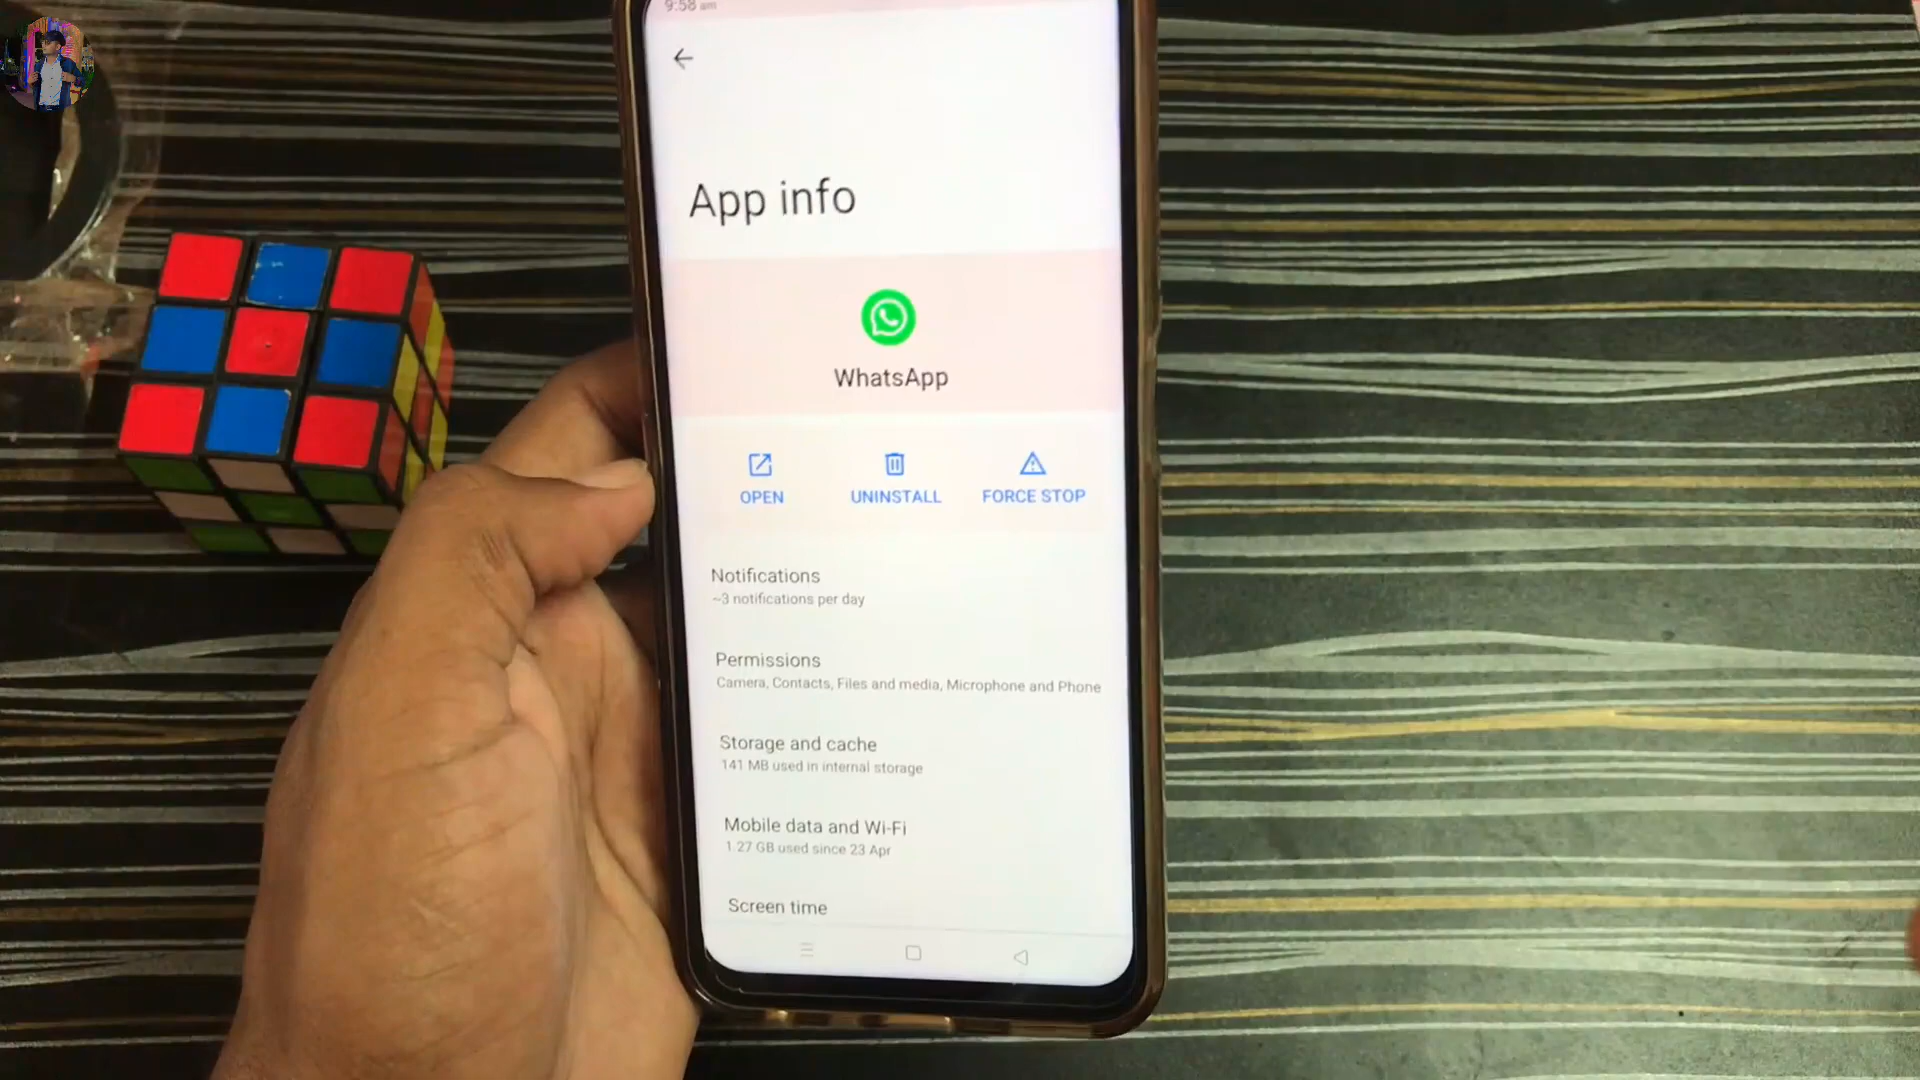 9:58 am
App info
WhatsApp
OPEN
UNINSTALL
FORCE STOP
Notifications
~3 notifications per day
Permissions
Camera, Contacts, Files and media, Microphone and Phone
Storage and cache
141 MB used in internal storage
Mobile data and Wi-Fi
1.27 GB used since 23 Apr
Screen time